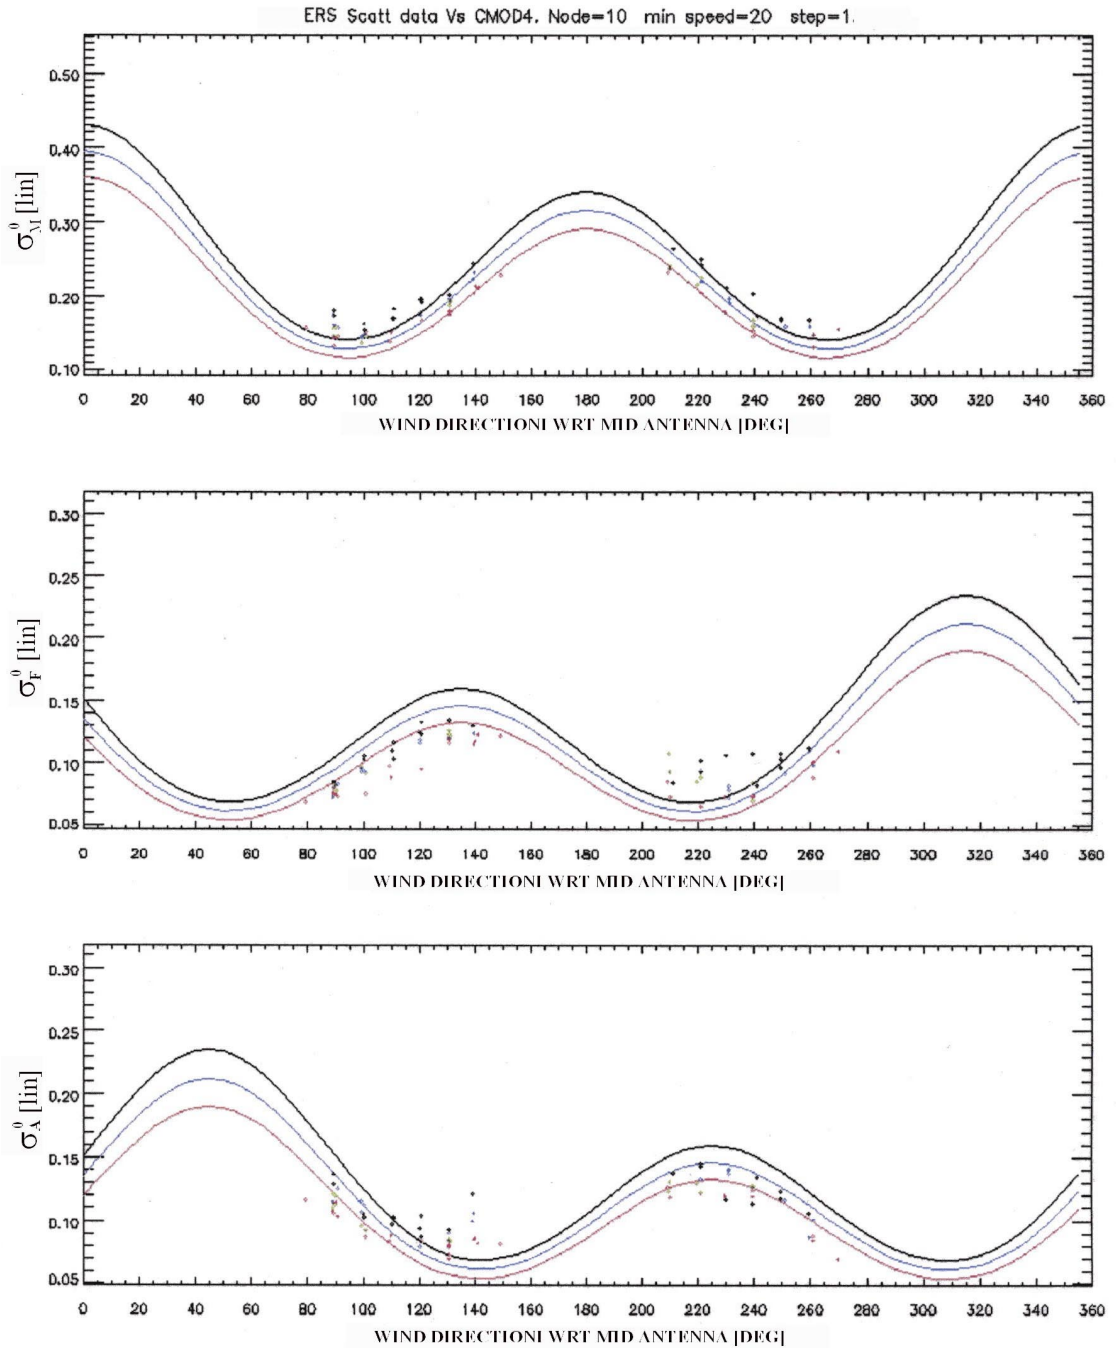 ERS Scatt data Vs CMOD4. Node=10 min speed=20 step=1.
0.50
0.40
0.30
0.20
0.10
σ⁰M [lin]
0 20 40 60 80 100 120 140 160 180 200 220 240 260 280 300 320 340 360
WIND DIRECTIONI WRT MID ANTENNA [DEG]
0.30
0.25
0.20
0.15
0.10
0.05
σ⁰F [lin]
0 20 40 60 80 100 120 140 160 180 200 220 240 260 280 300 320 340 360
WIND DIRECTIONI WRT MID ANTENNA [DEG]
0.30
0.25
0.20
0.15
0.10
0.05
σ⁰A [lin]
0 20 40 60 80 100 120 140 160 180 200 220 240 260 280 300 320 340 360
WIND DIRECTIONI WRT MID ANTENNA [DEG]